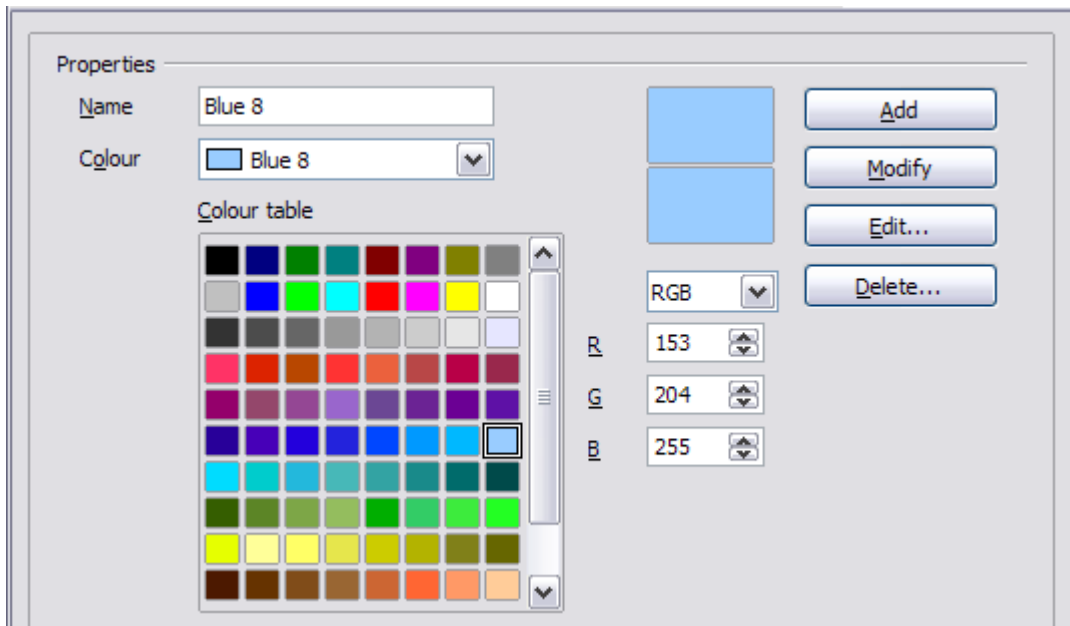 Properties
Name
Blue 8
Colour
Blue 8
Colour table
Add
Modify
Edit...
Delete...
RGB
R
153
G
204
B
255